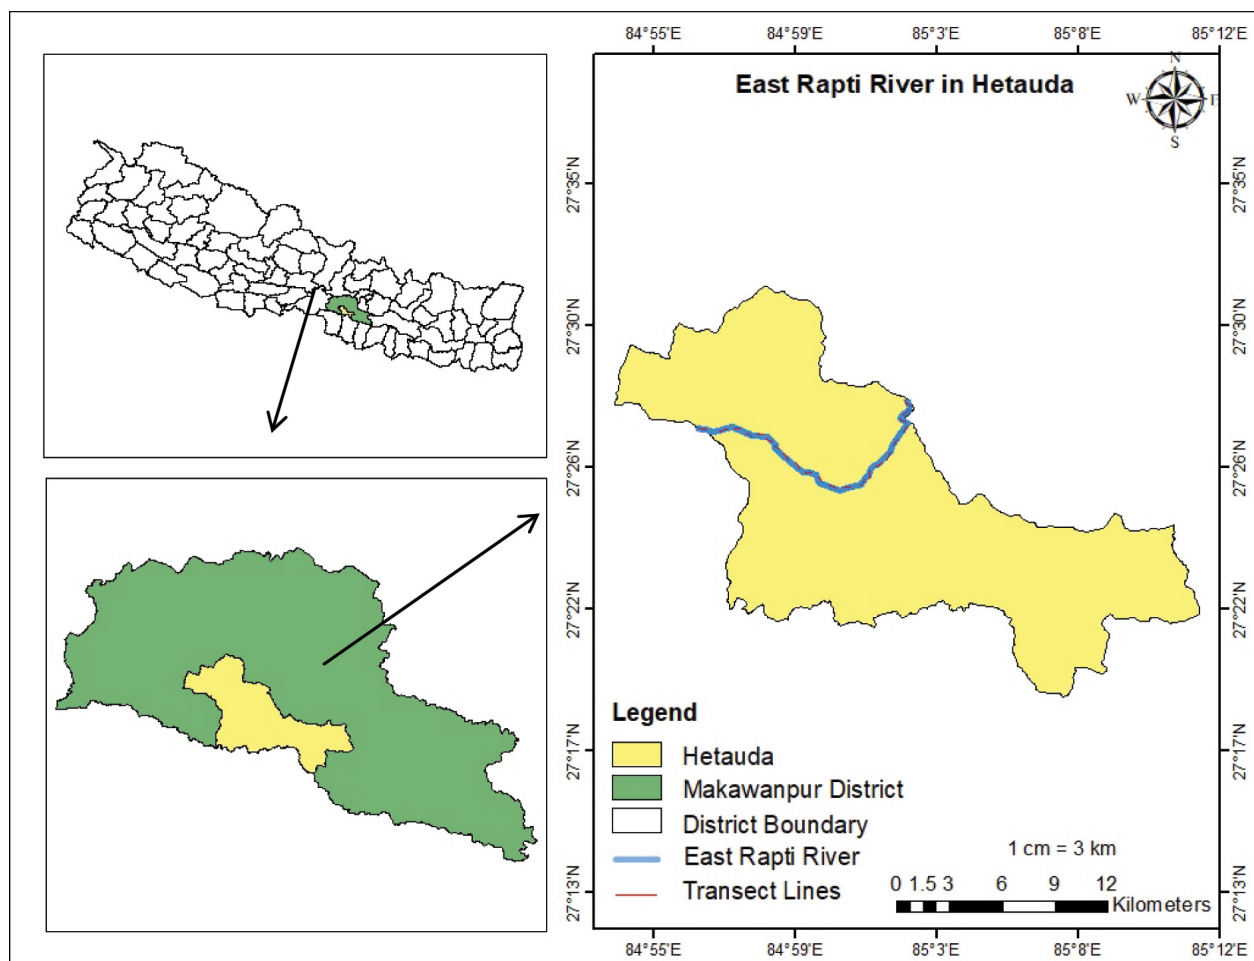 84°55'E 84°59'E 85°3'E 85°8'E 85°12'E
East Rapti River in Hetauda
N
W E
S
27°35'N 27°35'N
27°30'N 27°30'N
27°26'N 27°26'N
27°22'N 27°22'N
27°17'N 27°17'N
27°13'N 27°13'N
Legend
Hetauda
Makawanpur District
District Boundary
East Rapti River
Transect Lines
1 cm = 3 km
0 1.5 3 6 9 12
Kilometers
84°55'E 84°59'E 85°3'E 85°8'E 85°12'E